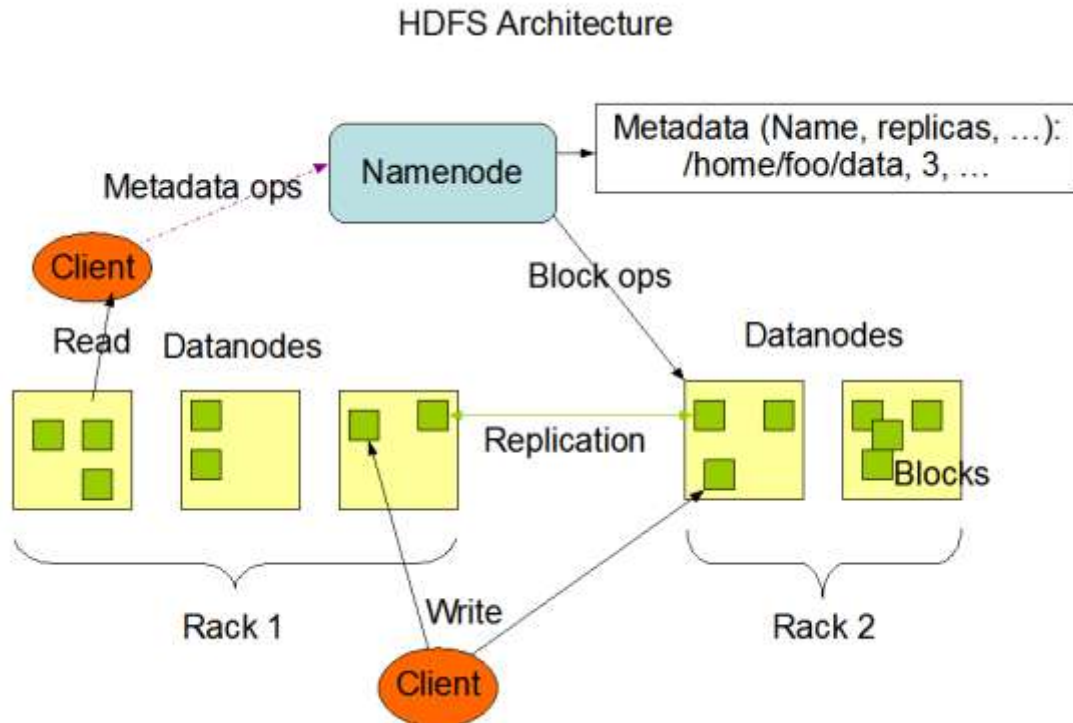 HDFS Architecture
Metadata (Name, replicas, …):
/home/foo/data, 3, …
Namenode
Metadata ops
Client
Block ops
Read
Datanodes
Datanodes
Replication
Blocks
Rack 1
Write
Rack 2
Client